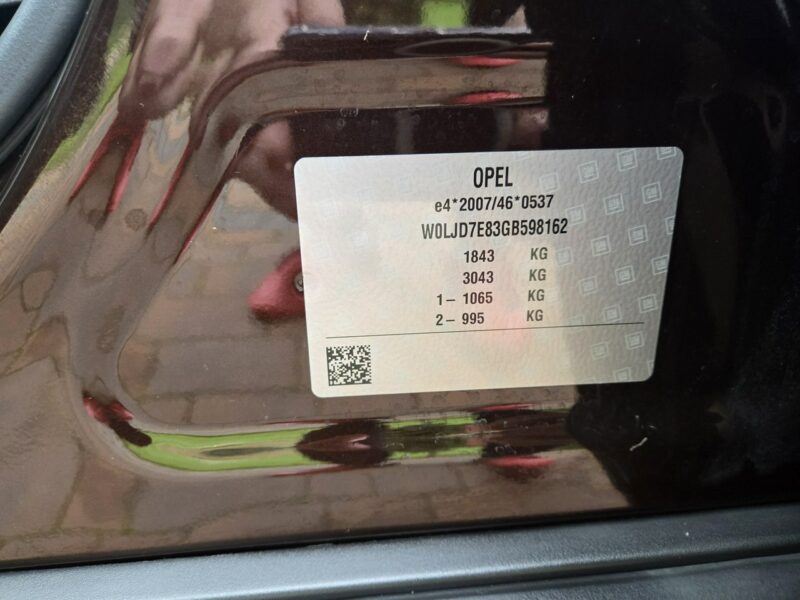 OPEL
e4*2007/46*0537
W0LJD7E83GB598162
1843 KG
3043 KG
1– 1065 KG
2– 995 KG